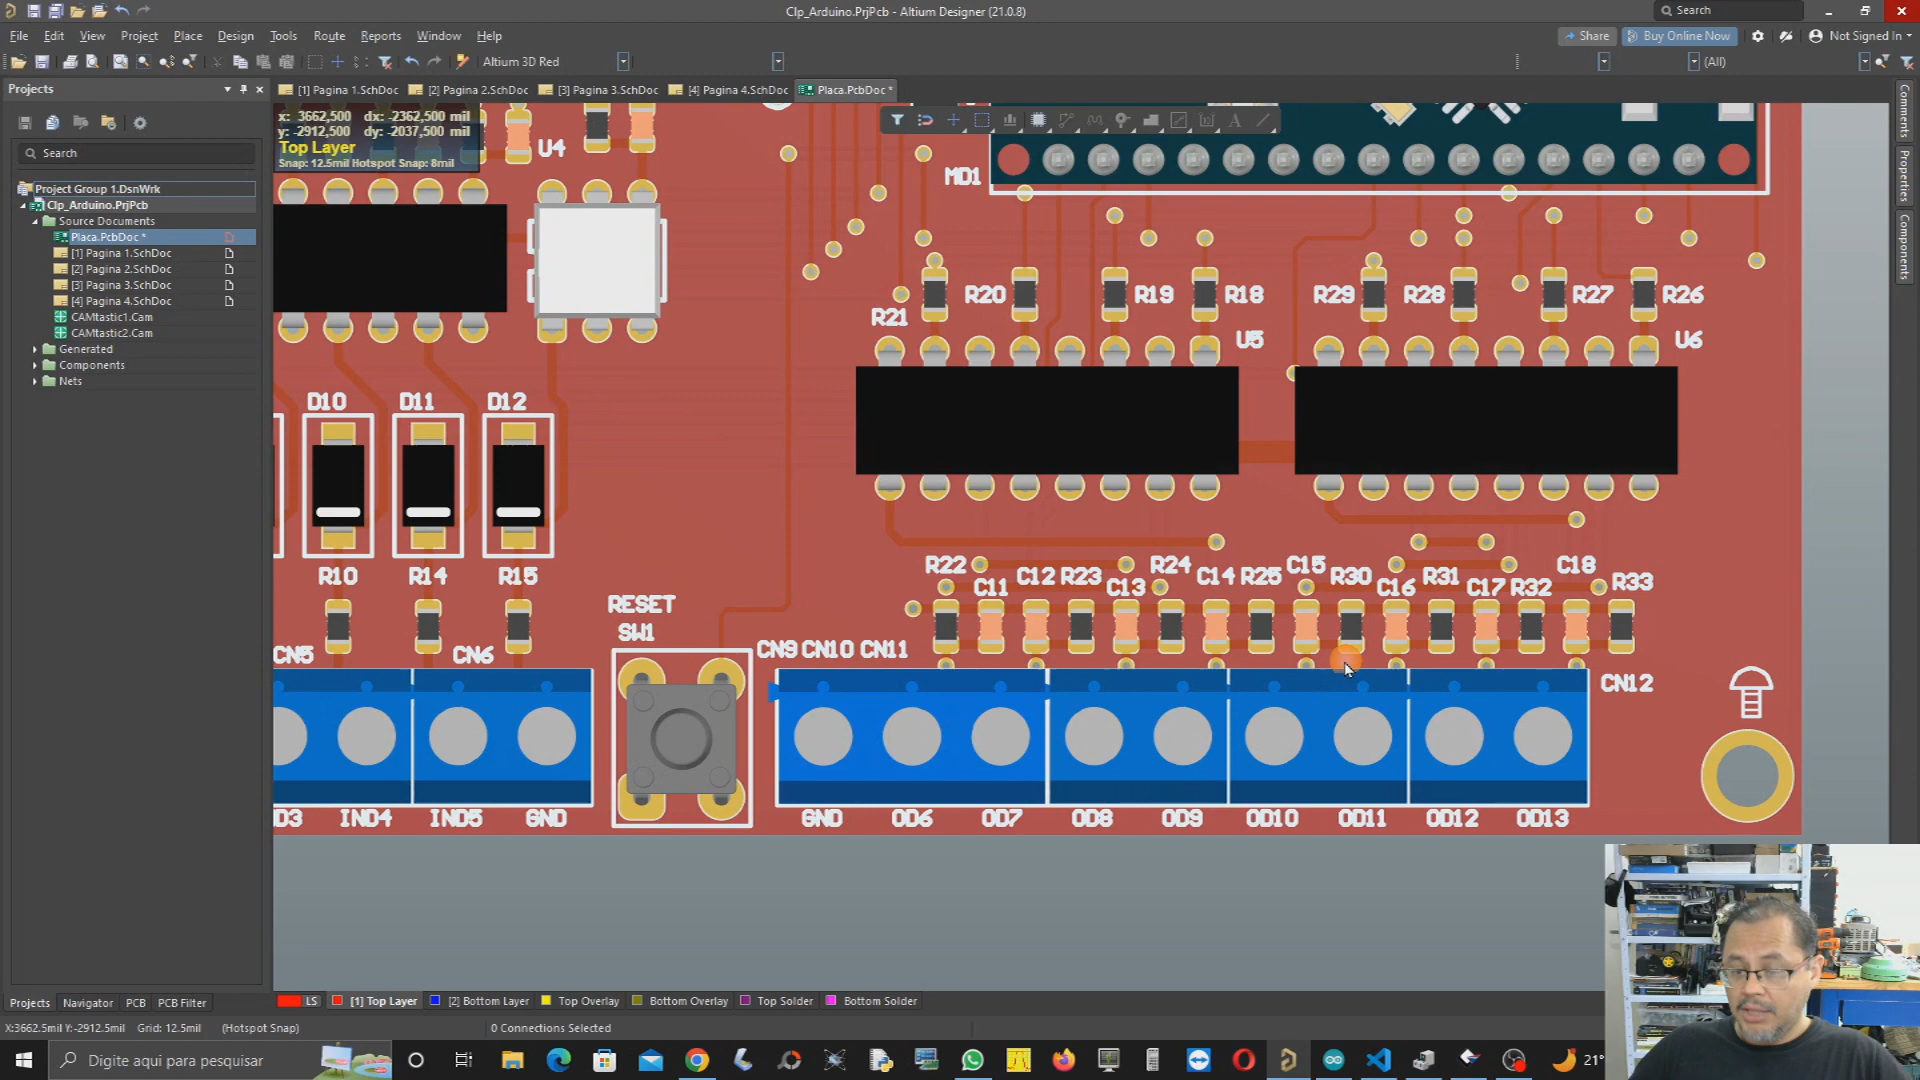 Clp_Arduino.PrjPcb - Altium Designer (21.0.8)
Search
File Edit View Project Place Design Tools Route Reports Window Help
Share Buy Online Now Not Signed In
Altium 3D Red (All)
Projects
[1] Pagina 1.SchDoc [2] Pagina 2.SchDoc [3] Pagina 3.SchDoc [4] Pagina 4.SchDoc Placa.PcbDoc *
x: 3662,500 dx: -2362,500 mil
y: -2912,500 dy: -2037,500 mil
Top Layer
Snap: 12.5mil Hotspot Snap: 8mil
Search
Project Group 1.DsnWrk
Clp_Arduino.PrjPcb
Source Documents
Placa.PcbDoc *
[1] Pagina 1.SchDoc
[2] Pagina 2.SchDoc
[3] Pagina 3.SchDoc
[4] Pagina 4.SchDoc
CAMtastic1.Cam
CAMtastic2.Cam
Generated
Components
Nets
Comments
Properties
Components
U4
MD1
R21 R20 R19 R18 R29 R28 R27 R26
U5 U6
D10 D11 D12
R10 R14 R15
R22 C11 C12 R23 C13 R24 C14 R25 C15 R30 C16 R31 C17 R32 C18 R33
RESET
SW1
CN5 CN6 CN9 CN10 CN11
CN12
D3 IND4 IND5 GND GND OD6 OD7 OD8 OD9 OD10 OD11 OD12 OD13
Projects Navigator PCB PCB Filter
LS [1] Top Layer [2] Bottom Layer Top Overlay Bottom Overlay Top Solder Bottom Solder
X:3662.5mil Y:-2912.5mil Grid: 12.5mil (Hotspot Snap) 0 Connections Selected
Digite aqui para pesquisar
21°